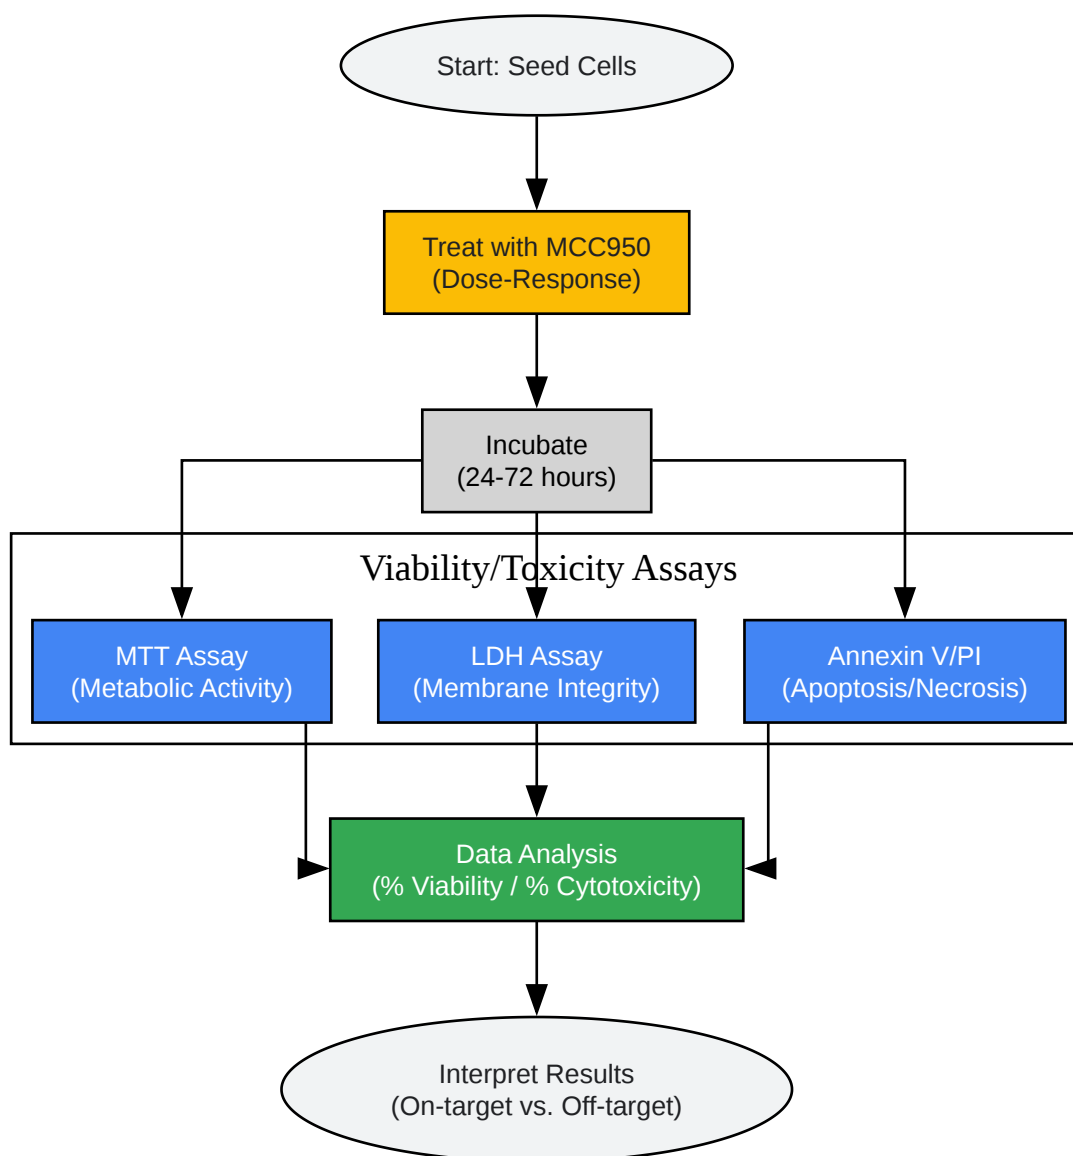 Start: Seed Cells
Treat with MCC950
(Dose-Response)
Incubate
(24-72 hours)
Viability/Toxicity Assays
MTT Assay
(Metabolic Activity)
LDH Assay
(Membrane Integrity)
Annexin V/PI
(Apoptosis/Necrosis)
Data Analysis
(% Viability / % Cytotoxicity)
Interpret Results
(On-target vs. Off-target)